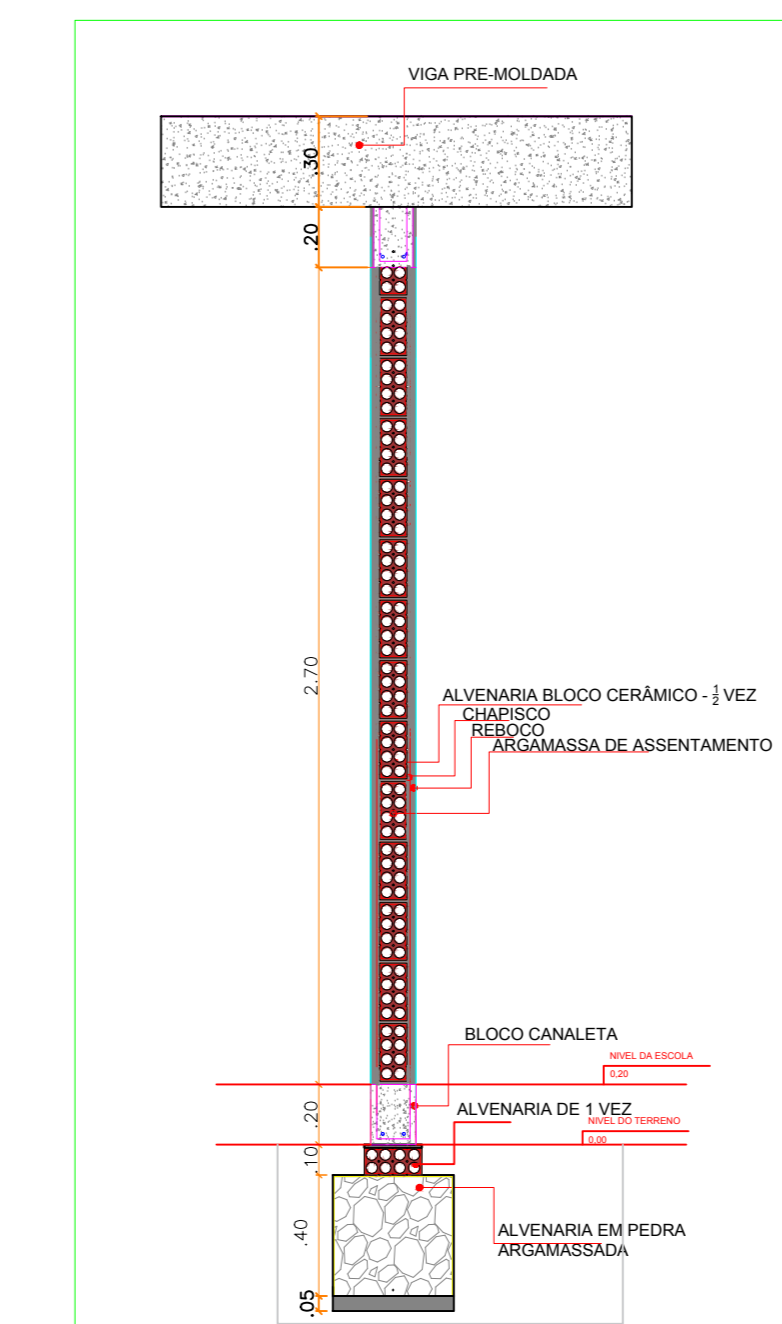 VIGA PRE-MOLDADA
.30
.20
2.70
ALVENARIA BLOCO CERÂMICO - ½ VEZ
CHAPISCO
REBOCO
ARGAMASSA DE ASSENTAMENTO
BLOCO CANALETA
NIVEL DA ESCOLA
0,20
.20
ALVENARIA DE 1 VEZ
NIVEL DO TERRENO
0,00
.10
.40
ALVENARIA EM PEDRA
ARGAMASSADA
.05